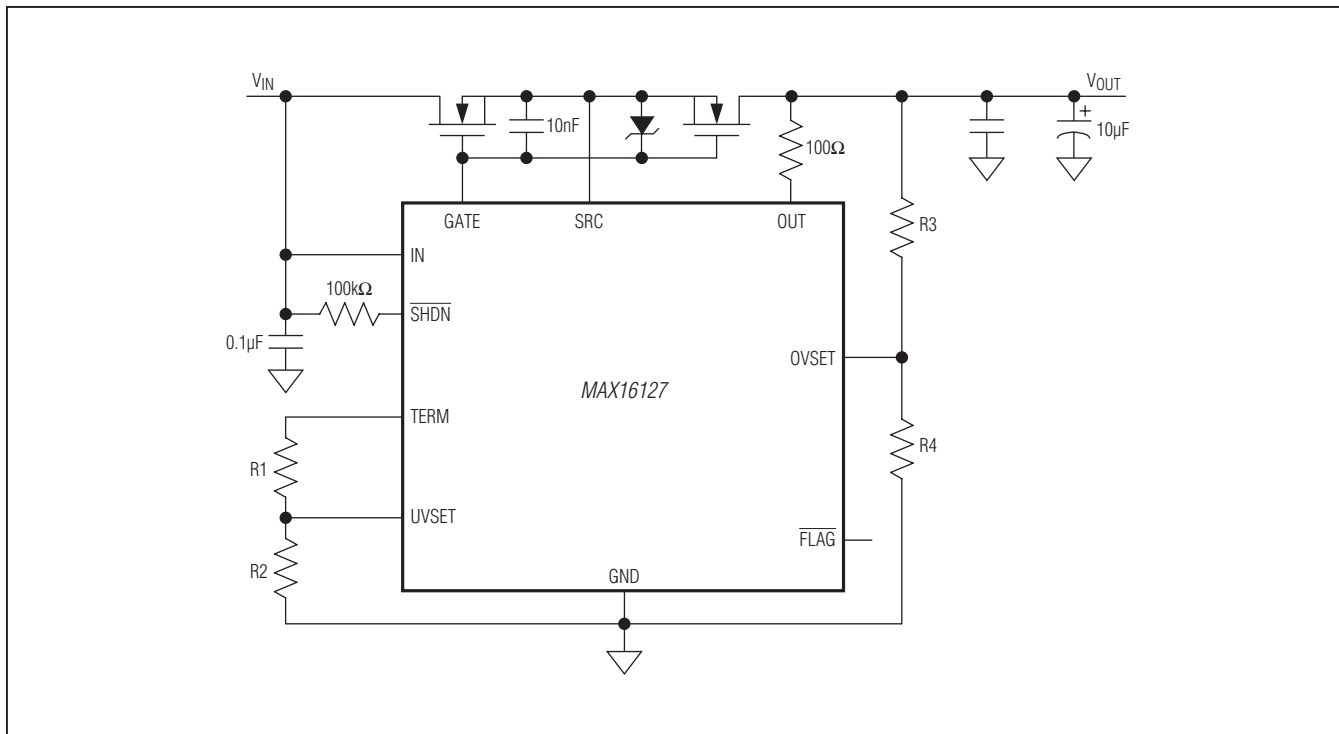 VIN
VOUT
10nF
100Ω
+
10µF
GATE
SRC
OUT
R3
IN
100kΩ
SHDN
0.1µF
OVSET
MAX16127
TERM
R1
R4
UVSET
FLAG
R2
GND